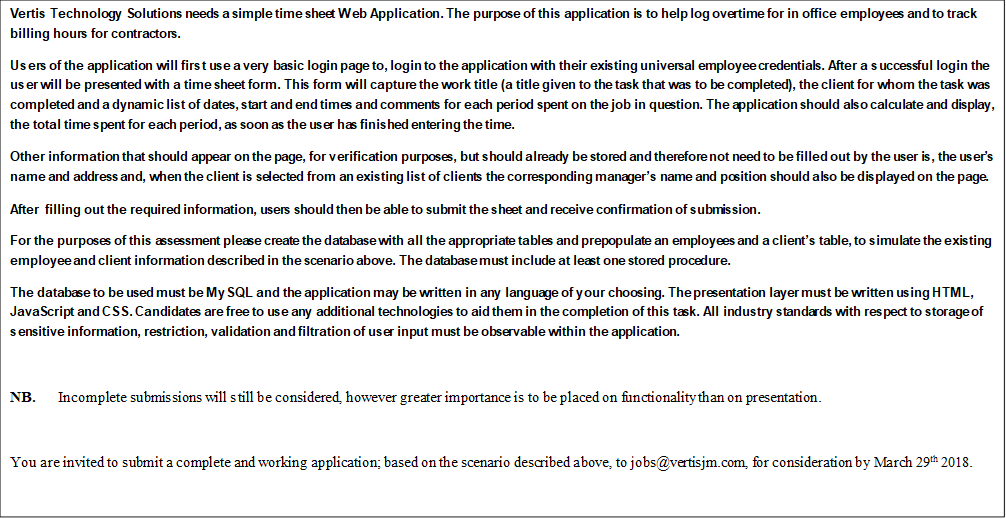 Vertis Technology Solutions needs a simple time sheet Web Application. The purpose of this application is to help log overtime for in office employees and to track
billing hours for contractors.
Users of the application will first use a very basic login page to, login to the application with their existing universal employee credentials. After a successful login the
user will be presented with a time sheet form. This form will capture the work title (a title given to the task that was to be completed), the client for whom the task was
completed and a dynamic list of dates, start and end times and comments for each period spent on the job in question. The application should also calculate and display,
the total time spent for each period, as soon as the user has finished entering the time.
Other information that should appear on the page, for verification purposes, but should already be stored and therefore not need to be filled out by the user is, the user's
name and address and, when the client is selected from an existing list of clients the corresponding manager's name and position should also be displayed on the page.
After filling out the required information, users should then be able to submit the sheet and receive confirmation of submission.
For the purposes of this assessment please create the database with all the appropriate tables and prepopulate an employees and a client's table, to simulate the existing
employee and client information described in the scenario above. The database must include at least one stored procedure.
The database to be used must be My SQL and the application may be written in any language of your choosing. The presentation layer must be written using HTML,
JavaScript and CSS. Candidates are free to use any additional technologies to aid them in the completion of this task. All industry standards with respect to storage of
sensitive information, restriction, validation and filtration of user input must be observable within the application.
NB. Incomplete submissions will still be considered, however greater importance is to be placed on functionality than on presentation.
You are invited to submit a complete and working application; based on the scenario described above, to jobs@vertisjm.com, for consideration by March 29th 2018.